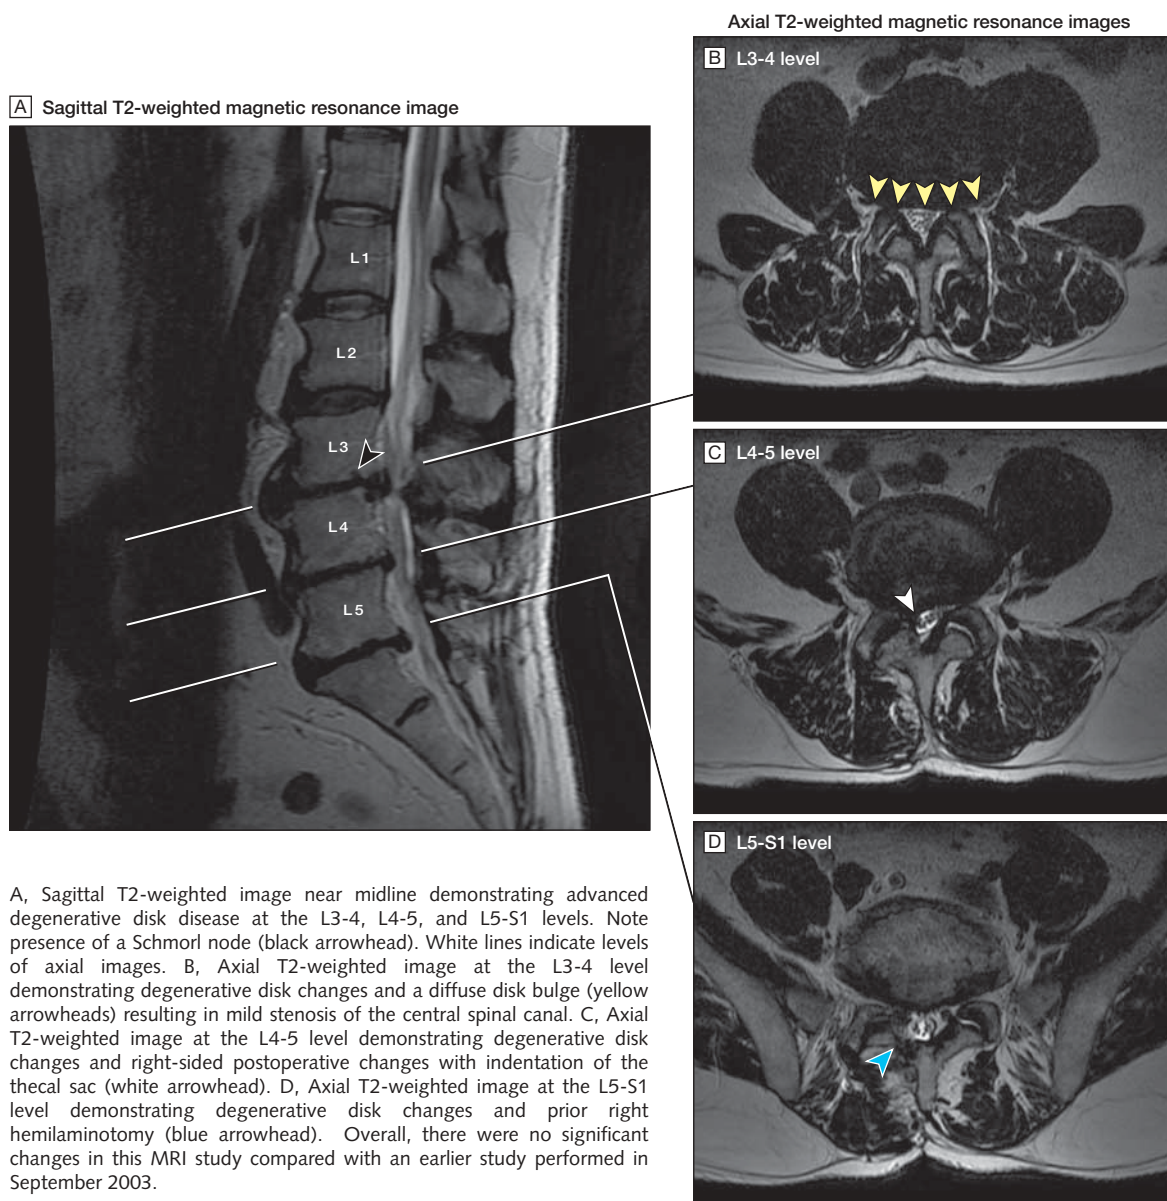 Axial T2-weighted magnetic resonance images
B L3-4 level
A Sagittal T2-weighted magnetic resonance image
L1
L2
L3
L4
L5
C L4-5 level
D L5-S1 level
A, Sagittal T2-weighted image near midline demonstrating advanced
degenerative disk disease at the L3-4, L4-5, and L5-S1 levels. Note
presence of a Schmorl node (black arrowhead). White lines indicate levels
of axial images. B, Axial T2-weighted image at the L3-4 level
demonstrating degenerative disk changes and a diffuse disk bulge (yellow
arrowheads) resulting in mild stenosis of the central spinal canal. C, Axial
T2-weighted image at the L4-5 level demonstrating degenerative disk
changes and right-sided postoperative changes with indentation of the
thecal sac (white arrowhead). D, Axial T2-weighted image at the L5-S1
level demonstrating degenerative disk changes and prior right
hemilaminotomy (blue arrowhead). Overall, there were no significant
changes in this MRI study compared with an earlier study performed in
September 2003.